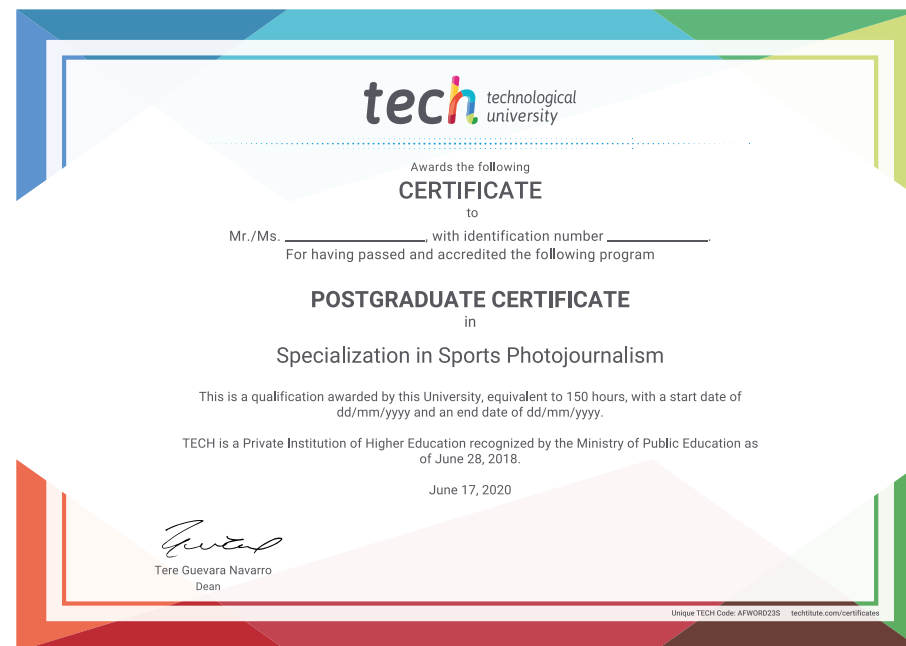 tech technological
university
Awards the following
CERTIFICATE
to
Mr./Ms. ____________, with identification number ____________.
For having passed and accredited the following program
POSTGRADUATE CERTIFICATE
in
Specialization in Sports Photojournalism
This is a qualification awarded by this University, equivalent to 150 hours, with a start date of
dd/mm/yyyy and an end date of dd/mm/yyyy.
TECH is a Private Institution of Higher Education recognized by the Ministry of Public Education as
of June 28, 2018.
June 17, 2020
Tere Guevara Navarro
Dean
Unique TECH Code: AFWORD23S techtitute.com/certificates